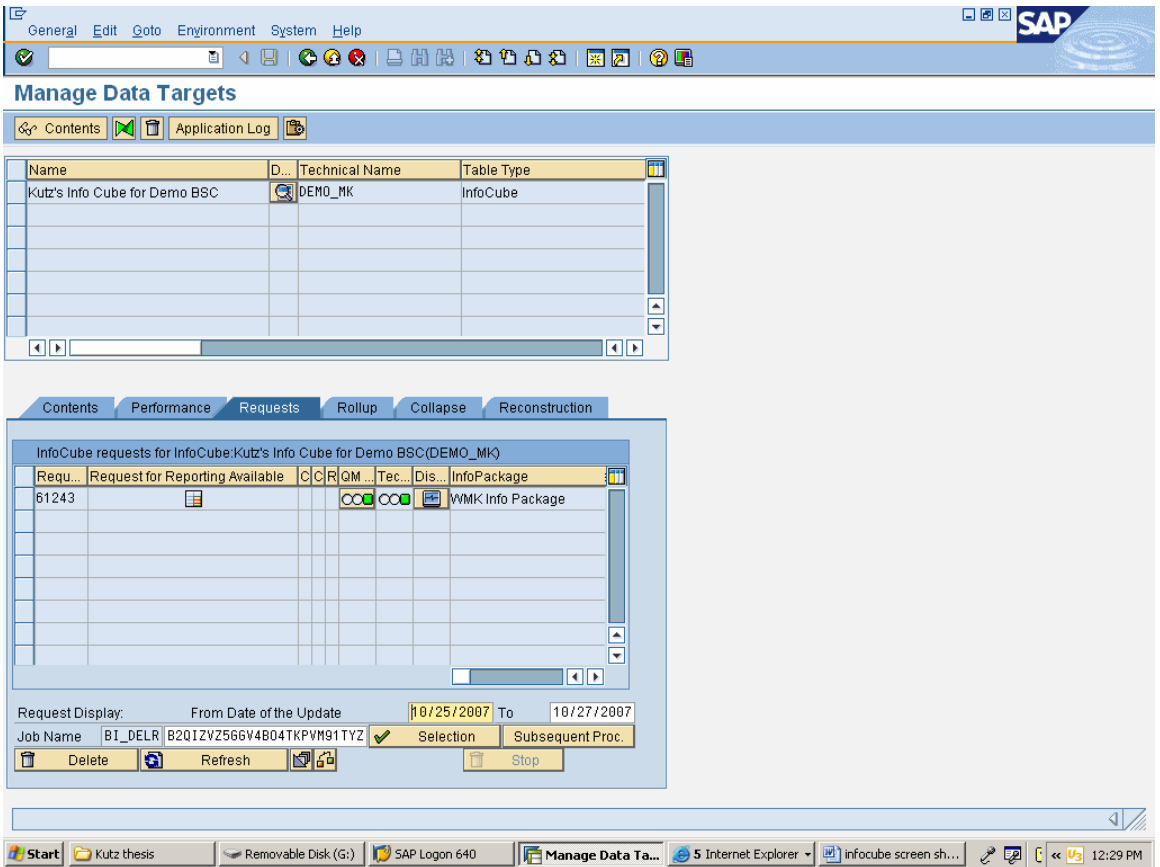 General Edit Goto Environment System Help
SAP
Manage Data Targets
Contents Application Log
Name D... Technical Name Table Type
Kutz's Info Cube for Demo BSC DEMO_MK InfoCube
Contents Performance Requests Rollup Collapse Reconstruction
InfoCube requests for InfoCube:Kutz's Info Cube for Demo BSC(DEMO_MK)
Requ... Request for Reporting Available C C R QM ... Tec... Dis... InfoPackage
61243 WMK Info Package
Request Display: From Date of the Update 10/25/2007 To 10/27/2007
Job Name BI_DELR B2QIZVZ5GGV4BO4TKPVM91TYZ Selection Subsequent Proc.
Delete Refresh Stop
Start Kutz thesis Removable Disk (G:) SAP Logon 640 Manage Data Ta... 5 Internet Explorer infocube screen sh... « 12:29 PM